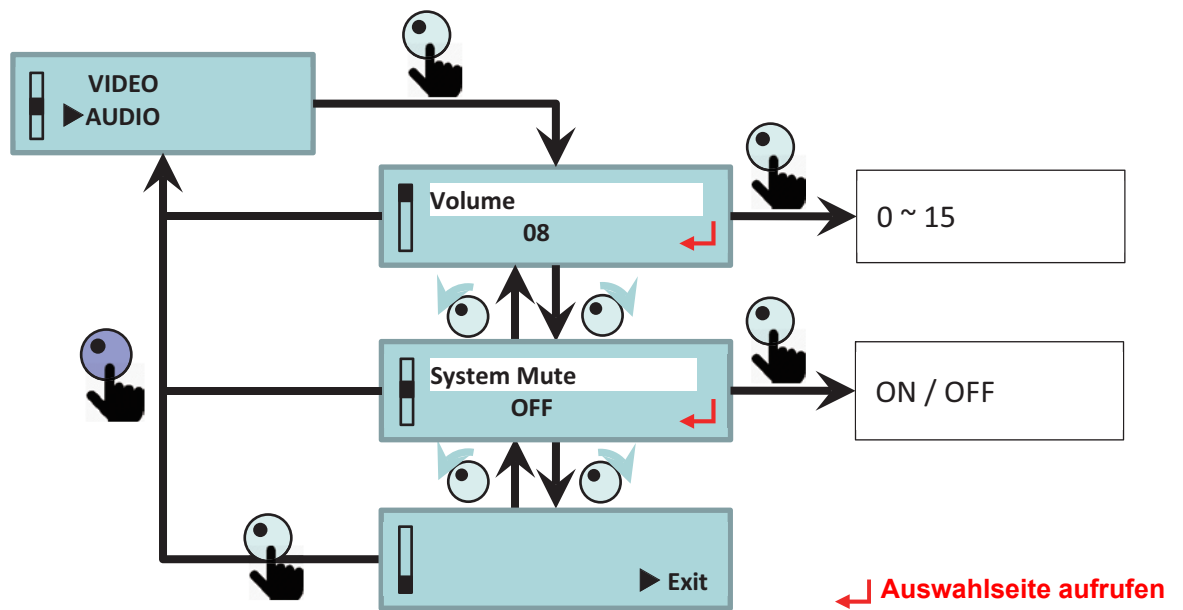 VIDEO
▶AUDIO
Volume
08
0 ~ 15
System Mute
OFF
ON / OFF
▶ Exit
Auswahlseite aufrufen